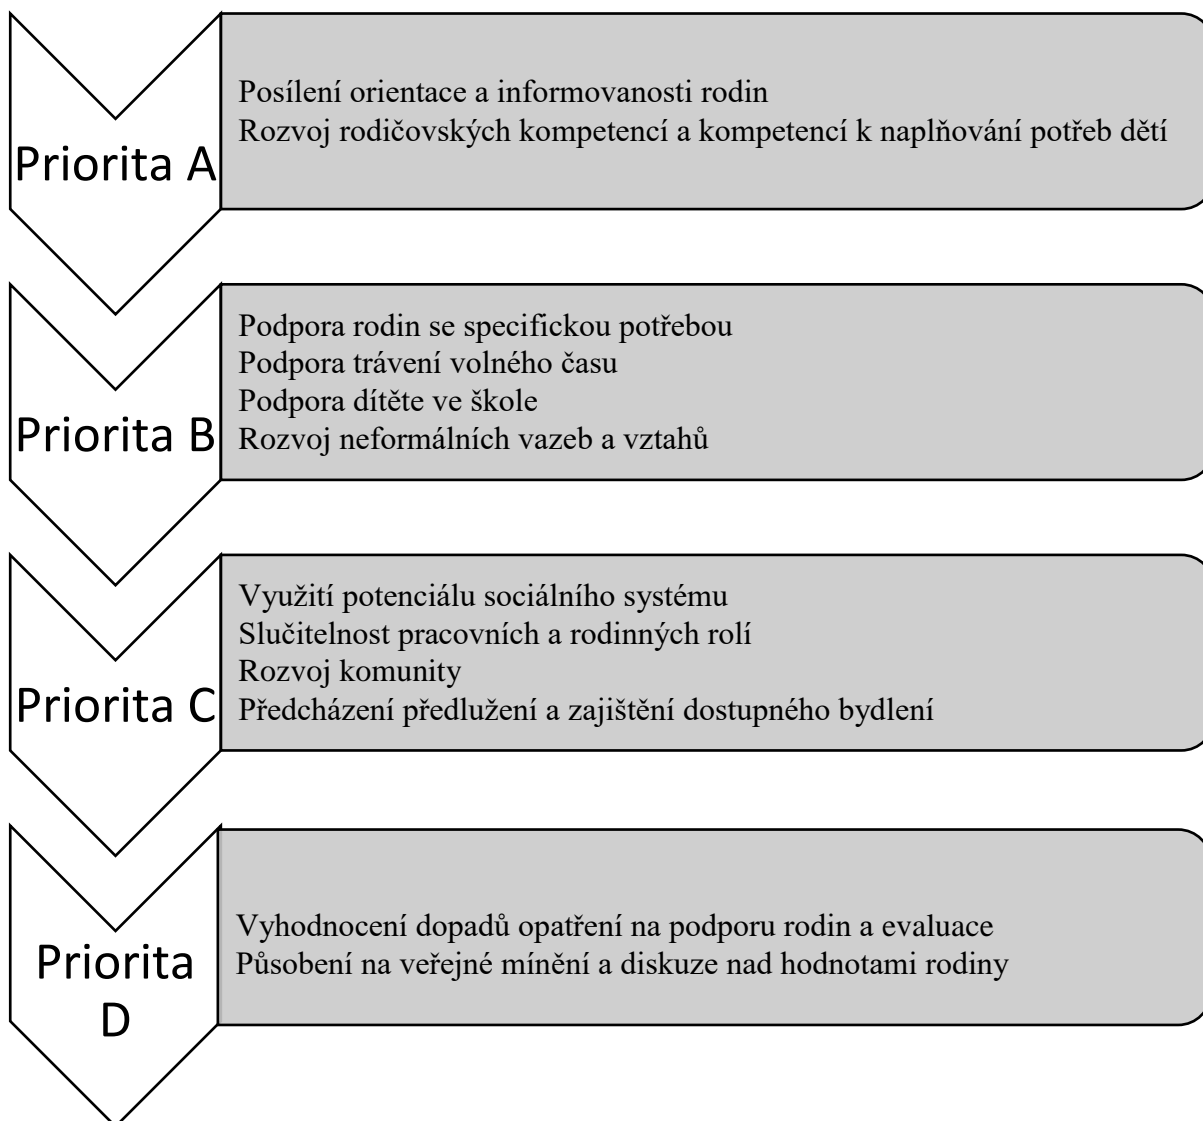 Priorita A
Posílení orientace a informovanosti rodin
Rozvoj rodičovských kompetencí a kompetencí k naplňování potřeb dětí
Priorita B
Podpora rodin se specifickou potřebou
Podpora trávení volného času
Podpora dítěte ve škole
Rozvoj neformálních vazeb a vztahů
Priorita C
Využití potenciálu sociálního systému
Slučitelnost pracovních a rodinných rolí
Rozvoj komunity
Předcházení předlužení a zajištění dostupného bydlení
Priorita
D
Vyhodnocení dopadů opatření na podporu rodin a evaluace
Působení na veřejné mínění a diskuze nad hodnotami rodiny